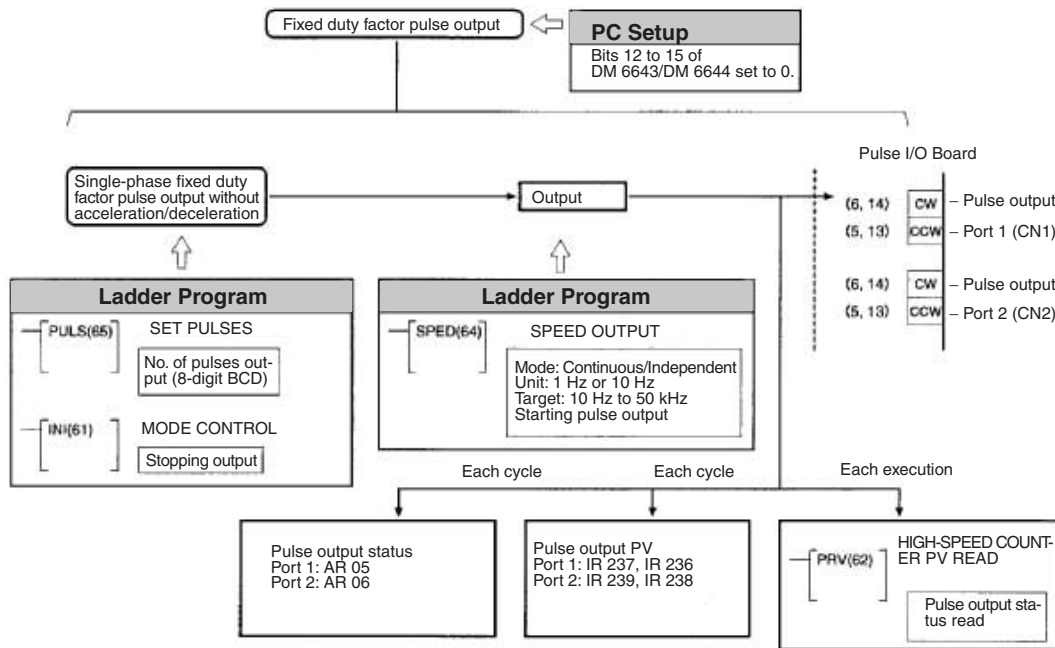 Fixed duty factor pulse output
PC Setup
Bits 12 to 15 of
DM 6643/DM 6644 set to 0.
Pulse I/O Board
Single-phase fixed duty
factor pulse output without
acceleration/deceleration
Output
(6, 14) CW – Pulse output
(5, 13) CCW – Port 1 (CN1)
(6, 14) CW – Pulse output
(5, 13) CCW – Port 2 (CN2)
Ladder Program
PULS(65) SET PULSES
No. of pulses out-
put (8-digit BCD)
INI(61) MODE CONTROL
Stopping output
Ladder Program
SPED(64) SPEED OUTPUT
Mode: Continuous/Independent
Unit: 1 Hz or 10 Hz
Target: 10 Hz to 50 kHz
Starting pulse output
Each cycle
Each cycle
Each execution
Pulse output status
Port 1: AR 05
Port 2: AR 06
Pulse output PV
Port 1: IR 237, IR 236
Port 2: IR 239, IR 238
PRV(62) HIGH-SPEED COUNT-
ER PV READ
Pulse output sta-
tus read